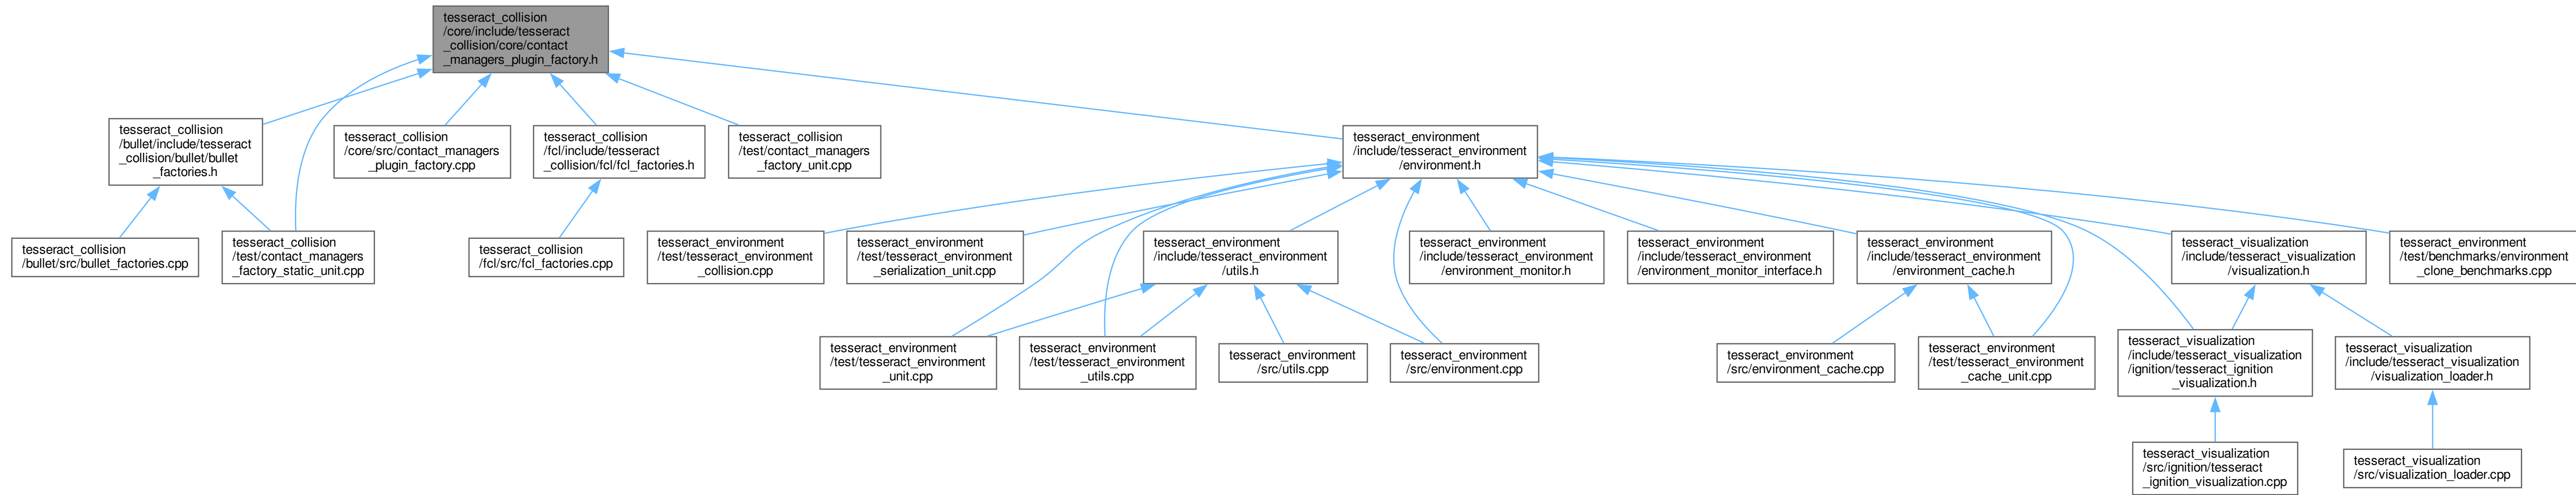 tesseract_collision
/core/include/tesseract
_collision/core/contact
_managers_plugin_factory.h
tesseract_collision
/bullet/include/tesseract
_collision/bullet/bullet
_factories.h
tesseract_collision
/core/src/contact_managers
_plugin_factory.cpp
tesseract_collision
/fcl/include/tesseract
_collision/fcl/fcl_factories.h
tesseract_collision
/test/contact_managers
_factory_unit.cpp
tesseract_environment
/include/tesseract_environment
/environment.h
tesseract_collision
/bullet/src/bullet_factories.cpp
tesseract_collision
/test/contact_managers
_factory_static_unit.cpp
tesseract_collision
/fcl/src/fcl_factories.cpp
tesseract_environment
/test/tesseract_environment
_collision.cpp
tesseract_environment
/test/tesseract_environment
_serialization_unit.cpp
tesseract_environment
/include/tesseract_environment
/utils.h
tesseract_environment
/include/tesseract_environment
/environment_monitor.h
tesseract_environment
/include/tesseract_environment
/environment_monitor_interface.h
tesseract_environment
/include/tesseract_environment
/environment_cache.h
tesseract_visualization
/include/tesseract_visualization
/visualization.h
tesseract_environment
/test/benchmarks/environment
_clone_benchmarks.cpp
tesseract_environment
/test/tesseract_environment
_unit.cpp
tesseract_environment
/test/tesseract_environment
_utils.cpp
tesseract_environment
/src/utils.cpp
tesseract_environment
/src/environment.cpp
tesseract_environment
/src/environment_cache.cpp
tesseract_environment
/test/tesseract_environment
_cache_unit.cpp
tesseract_visualization
/include/tesseract_visualization
/ignition/tesseract_ignition
_visualization.h
tesseract_visualization
/include/tesseract_visualization
/visualization_loader.h
tesseract_visualization
/src/ignition/tesseract
_ignition_visualization.cpp
tesseract_visualization
/src/visualization_loader.cpp